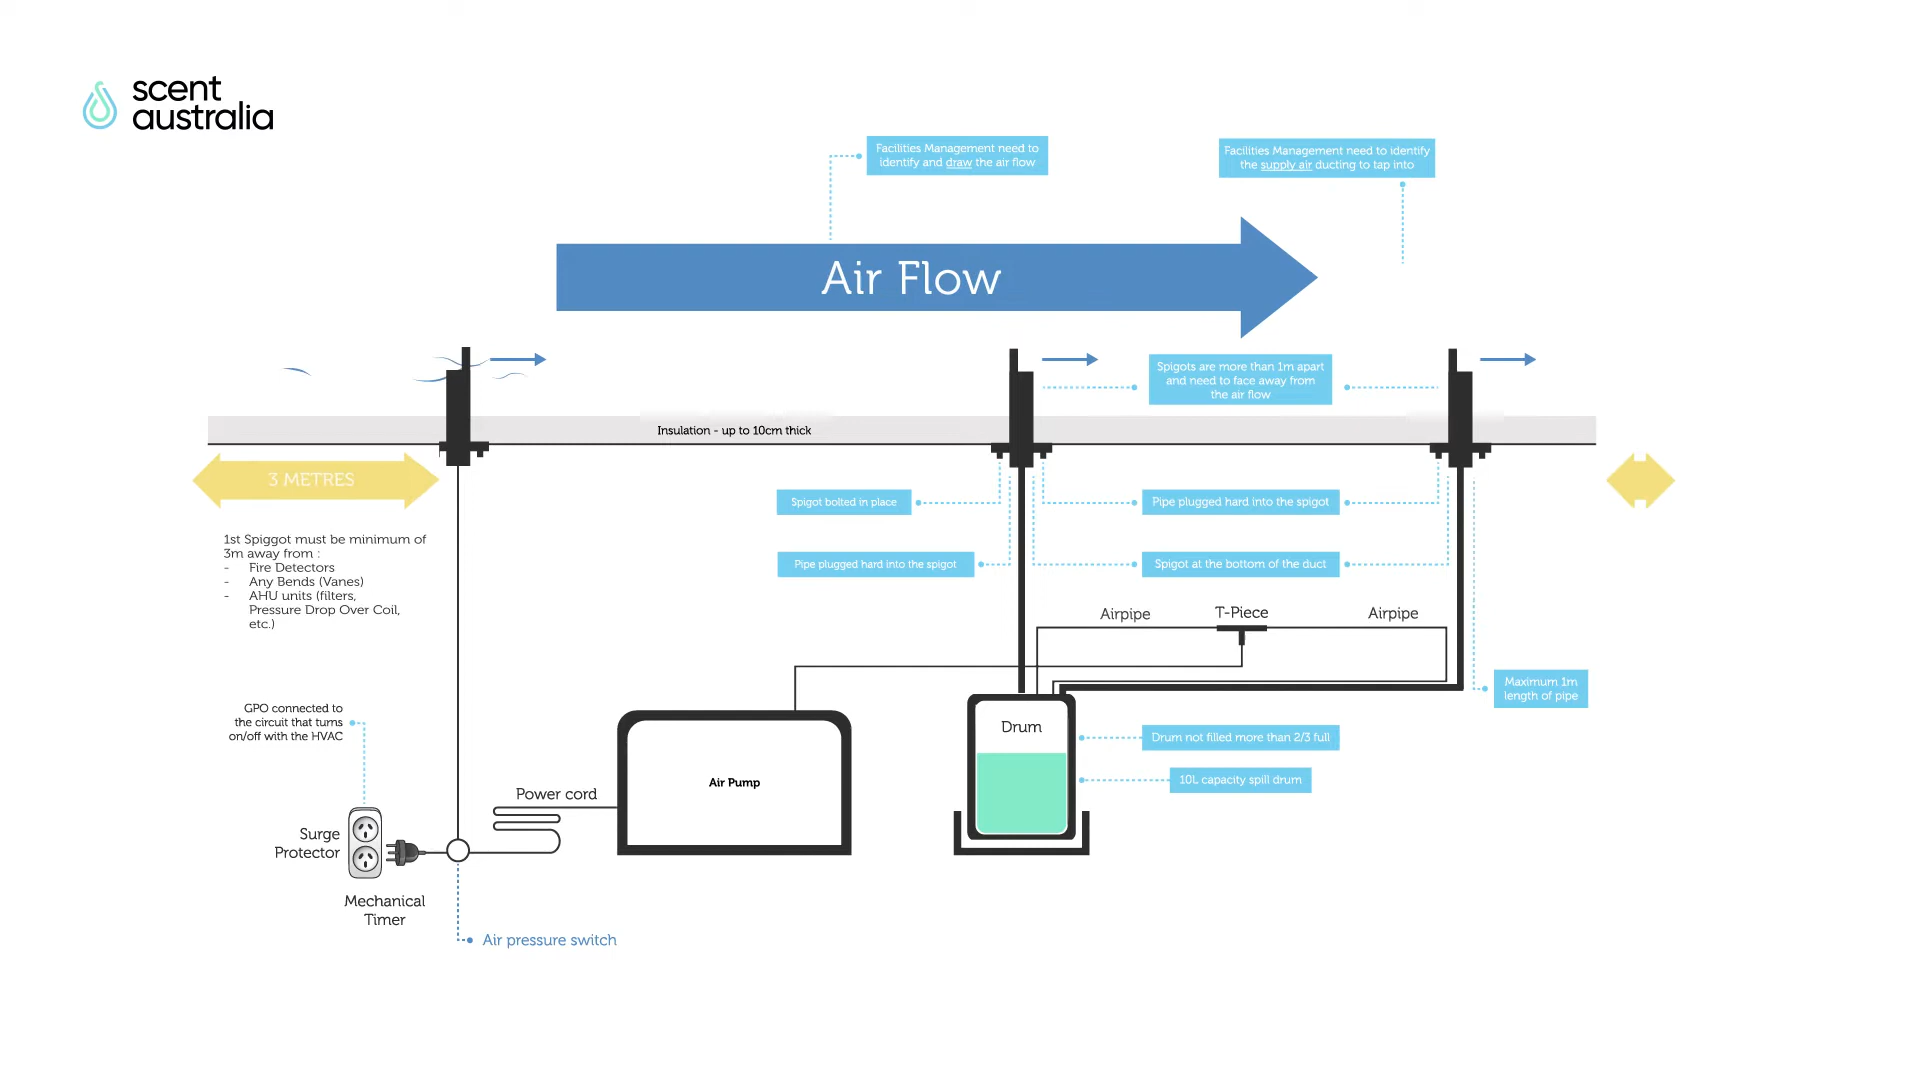 scent
australia
Facilities Management need to
identify and draw the air flow
Facilities Management need to identify
the supply air ducting to tap into
Air Flow
Spigots are more than 1m apart
and need to face away from
the air flow
Insulation - up to 10cm thick
3 METRES
Spigot bolted in place
Pipe plugged hard into the spigot
1st Spiggot must be minimum of
3m away from :
- Fire Detectors
- Any Bends (Vanes)
- AHU units (filters,
Pressure Drop Over Coil,
etc.)
Pipe plugged hard into the spigot
Spigot at the bottom of the duct
Airpipe
T-Piece
Airpipe
Maximum 1m
length of pipe
GPO connected to
the circuit that turns
on/off with the HVAC
Drum
Drum not filled more than 2/3 full
Air Pump
10L capacity spill drum
Power cord
Surge
Protector
Mechanical
Timer
Air pressure switch